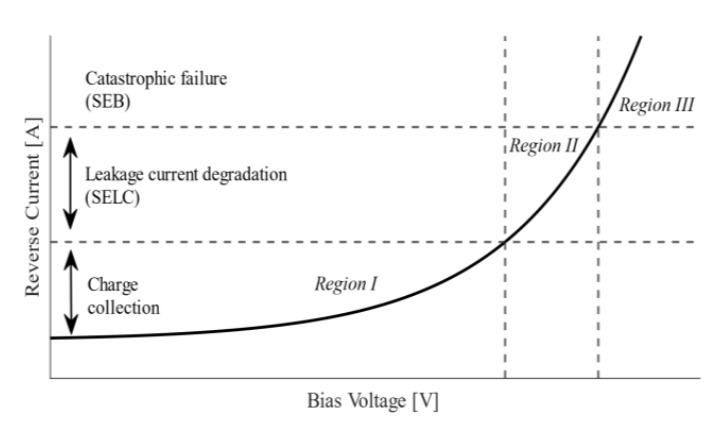 Catastrophic failure
(SEB)
Region III
Region II
Leakage current degradation
(SELC)
Reverse Current [A]
Region I
Charge
collection
Bias Voltage [V]